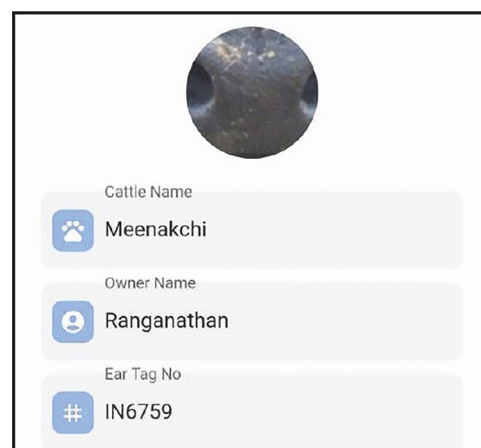 Cattle Name
Meenakchi
Owner Name
Ranganathan
Ear Tag No
IN6759